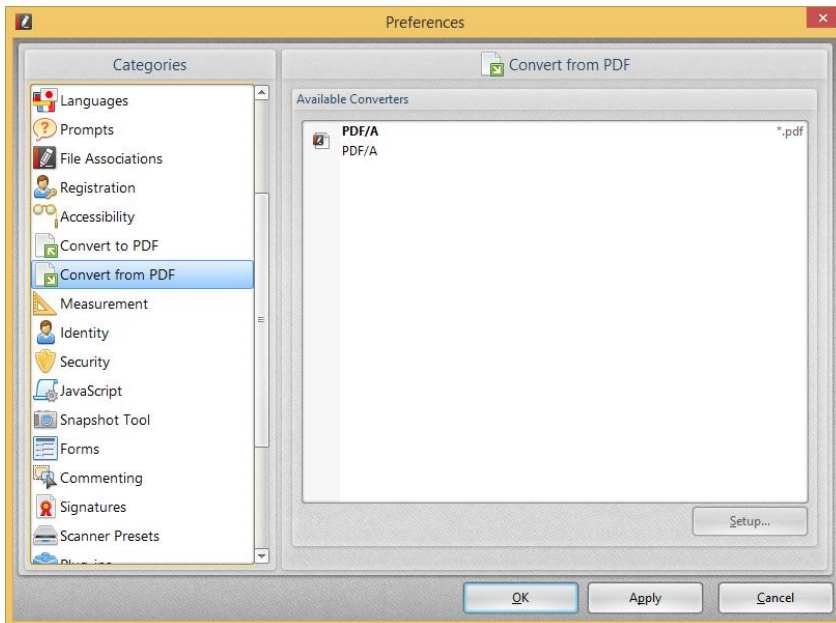 Preferences
Categories
Languages
Prompts
File Associations
Registration
Accessibility
Convert to PDF
Convert from PDF
Measurement
Identity
Security
JavaScript
Snapshot Tool
Forms
Commenting
Signatures
Scanner Presets
Convert from PDF
Available Converters
PDF/A *.pdf
PDF/A
Setup...
OK Apply Cancel